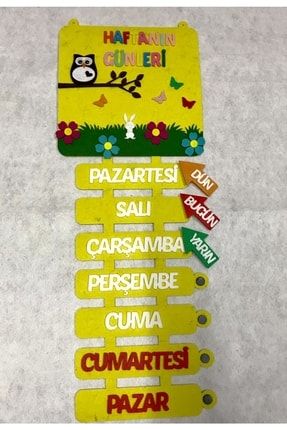 HAFTANIN
GÜNLERİ
PAZARTESİ
DÜN
SALI
BUGÜN
ÇARŞAMBA
YARIN
PERŞEMBE
CUMA
CUMARTESİ
PAZAR